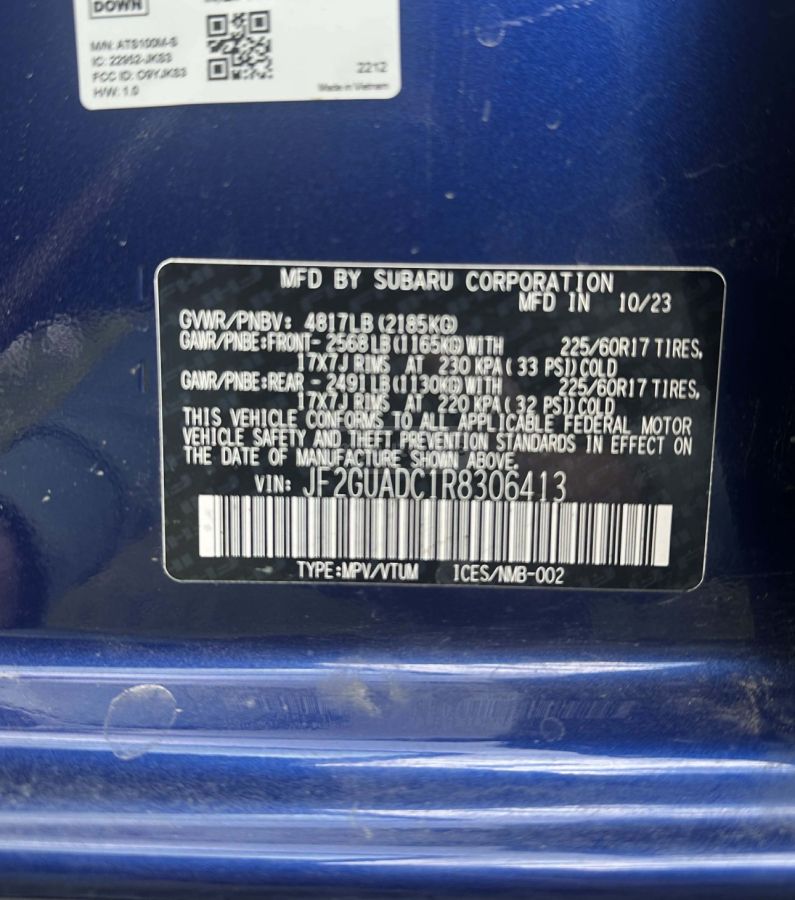 DOWN
M/N: ATS100M-S
IC: 22952-JKS3
FCC ID: O9YJKS3
H/W: 1.0
2212
Made in Vietnam
MFD BY SUBARU CORPORATION
MFD IN 10/23
GVWR/PNBV: 4817LB(2185KG)
GAWR/PNBE:FRONT- 2568LB(1165KG)WITH 225/60R17 TIRES,
17X7J RIMS AT 230 KPA(33 PSI)COLD
GAWR/PNBE:REAR - 2491LB(1130KG)WITH 225/60R17 TIRES,
17X7J RIMS AT 220 KPA(32 PSI)COLD
THIS VEHICLE CONFORMS TO ALL APPLICABLE FEDERAL MOTOR
VEHICLE SAFETY AND THEFT PREVENTION STANDARDS IN EFFECT ON
THE DATE OF MANUFACTURE SHOWN ABOVE.
VIN: JF2GUADC1R8306413
TYPE:MPV/VTUM ICES/NMB-002